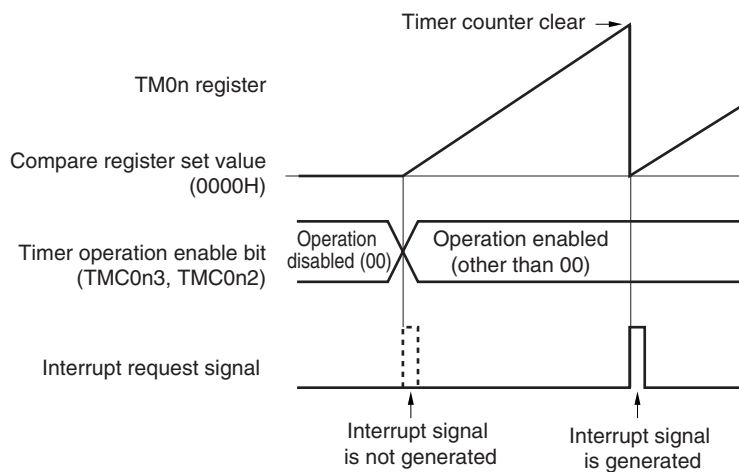 Timer counter clear
TM0n register
Compare register set value
(0000H)
Timer operation enable bit
(TMC0n3, TMC0n2)
Operation
disabled (00)
Operation enabled
(other than 00)
Interrupt request signal
Interrupt signal
is not generated
Interrupt signal
is generated